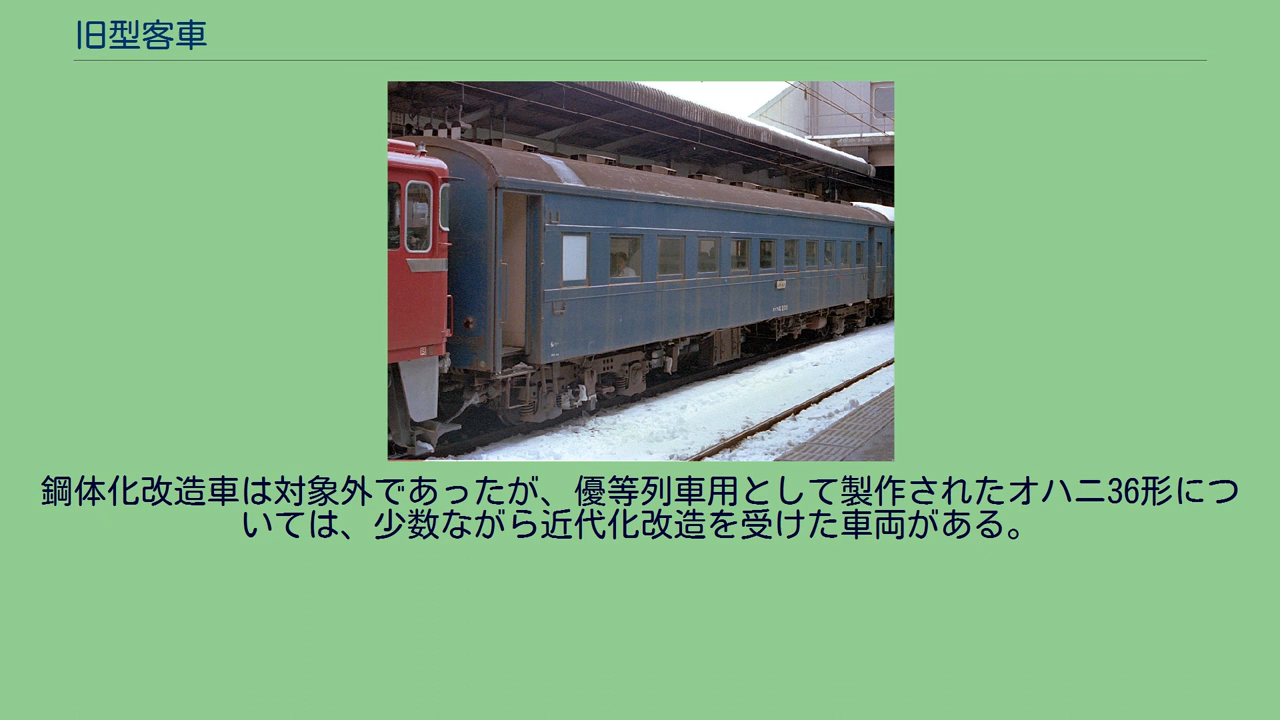 旧型客車
鋼体化改造車は対象外であったが、優等列車用として製作されたオハニ36形につ
いては、少数ながら近代化改造を受けた車両がある。